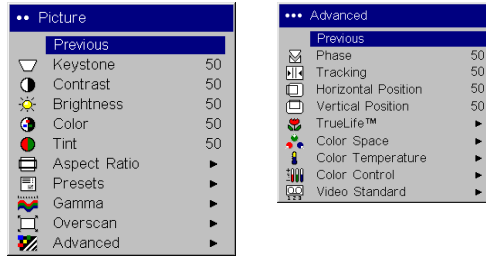 Picture
Previous
Keystone 50
Contrast 50
Brightness 50
Color 50
Tint 50
Aspect Ratio
Presets
Gamma
Overscan
Advanced
Advanced
Previous
Phase 50
Tracking 50
Horizontal Position 50
Vertical Position 50
TrueLife™
Color Space
Color Temperature
Color Control
Video Standard